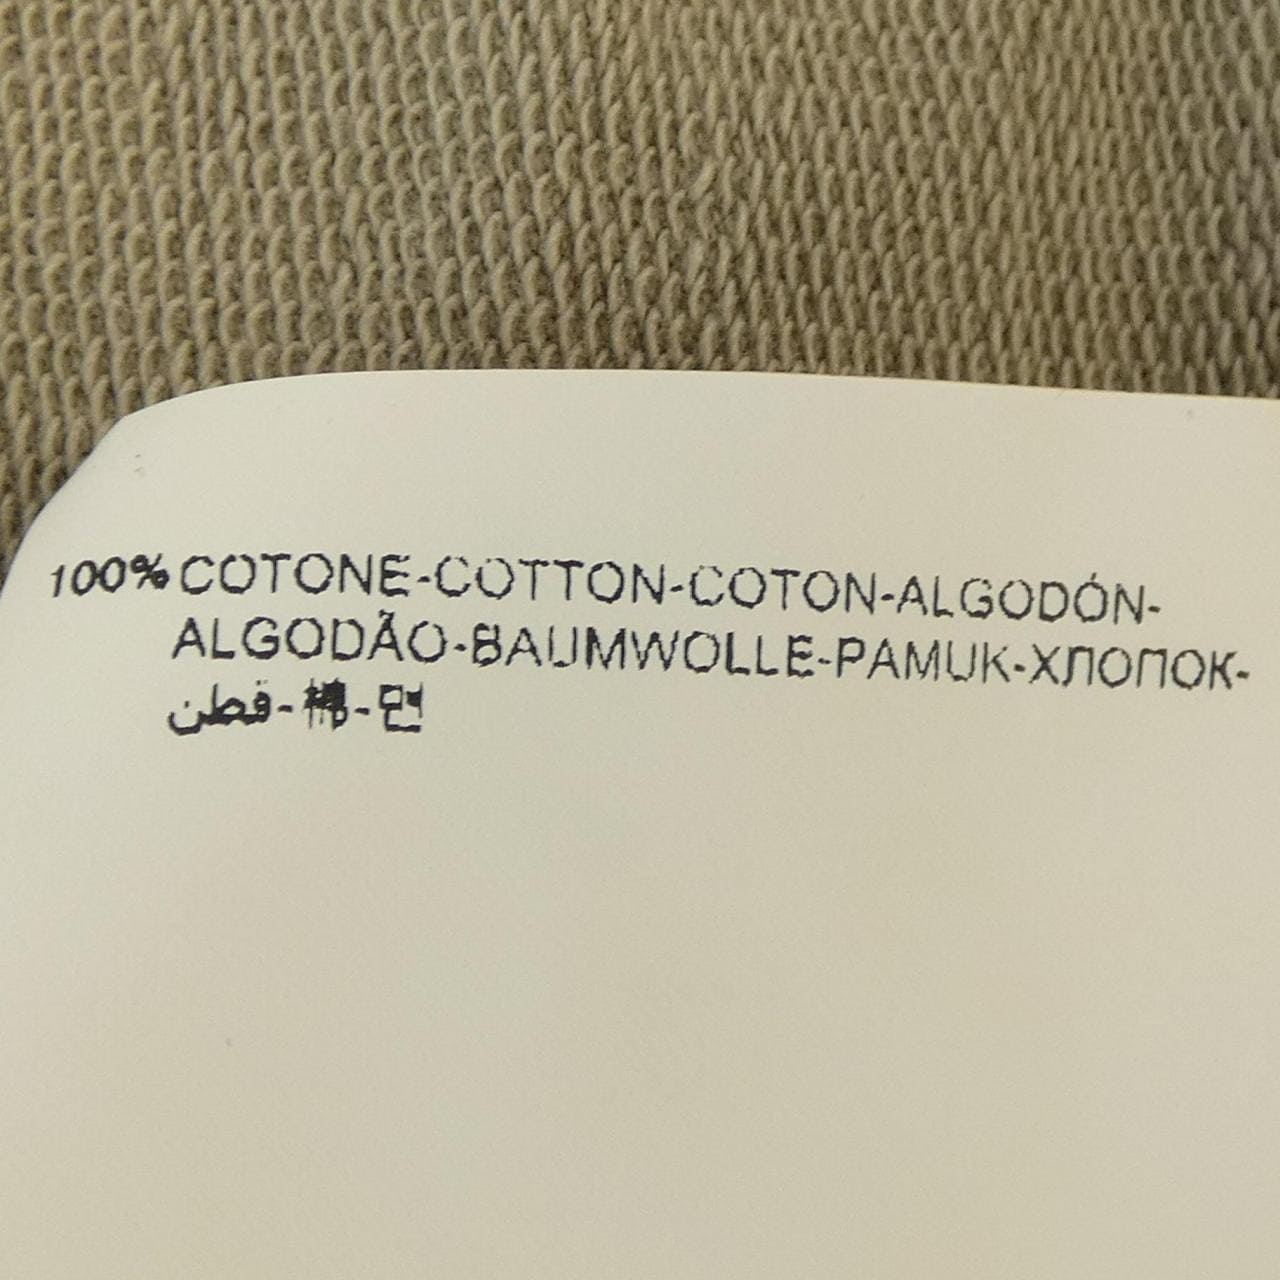 100% COTONE-COTTON-COTON-ALGODÓN-
ALGODÃO-BAUMWOLLE-PAMUK-ХЛОПОК-
قطن-棉-면